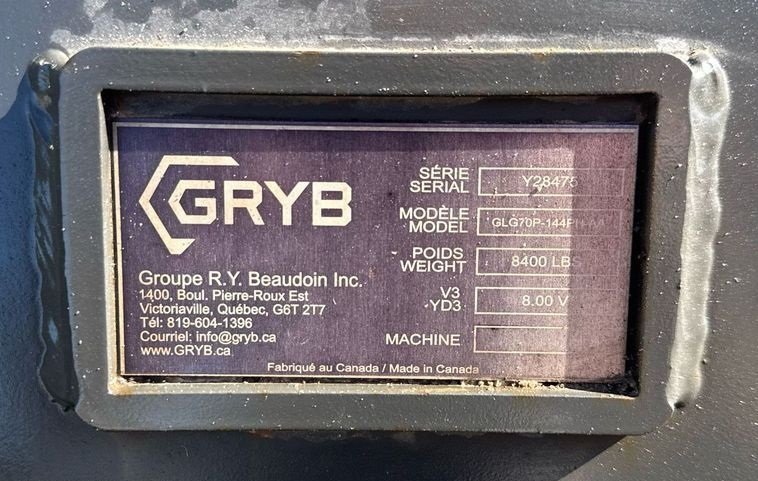 GRYB
Groupe R.Y. Beaudoin Inc.
1400, Boul. Pierre-Roux Est
Victoriaville, Québec, G6T 2T7
Tél: 819-604-1396
Courriel: info@gryb.ca
www.GRYB.ca
SÉRIE
SERIAL
Y28475
MODÈLE
MODEL
POIDS
WEIGHT
8400 LBS
V3
YD3
8.00 V
MACHINE
Fabriqué au Canada / Made in Canada